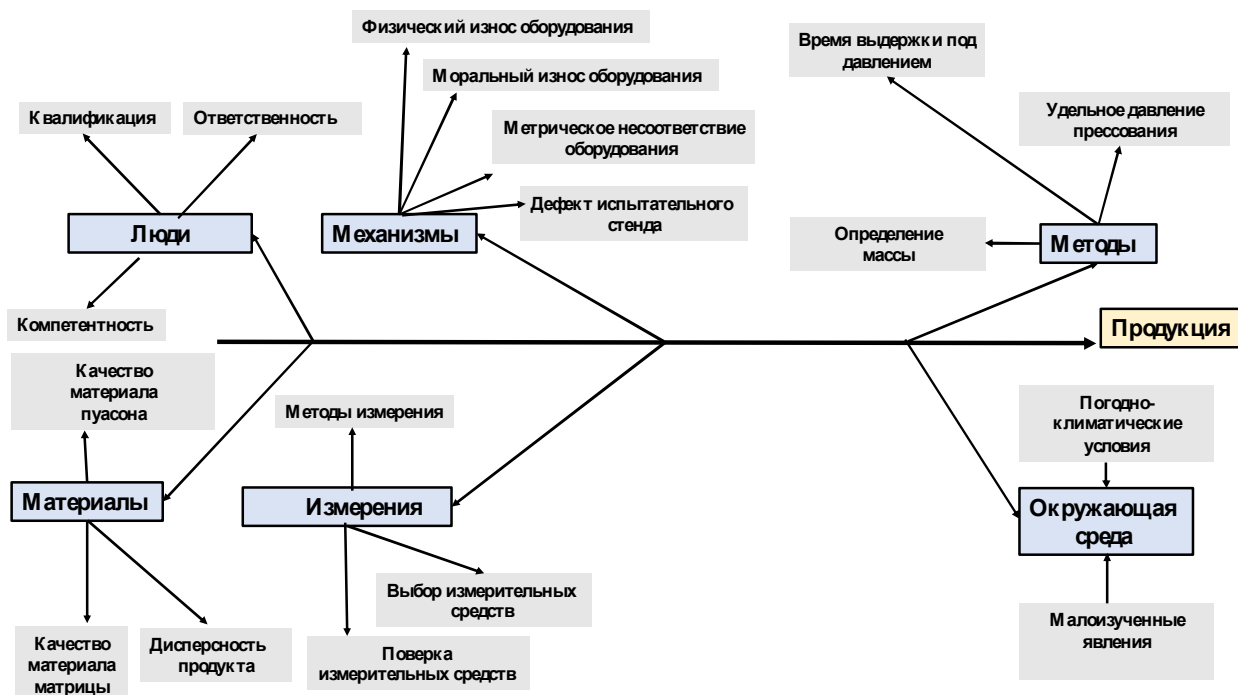 Физический износ оборудования
Время выдержки под
давлением
Моральный износ оборудования
Квалификация
Ответственность
Удельное давление
прессования
Метрическое несоответствие
оборудования
Дефект испытательного
стенда
Люди
Механизмы
Определение
массы
Методы
Компетентность
Продукция
Качество
материала
пуасона
Методы измерения
Погодно-
климатические
условия
Материалы
Измерения
Окружающая
среда
Выбор измерительных
средств
Малоизученные
явления
Качество
материала
матрицы
Дисперсность
продукта
Поверка
измерительных средств